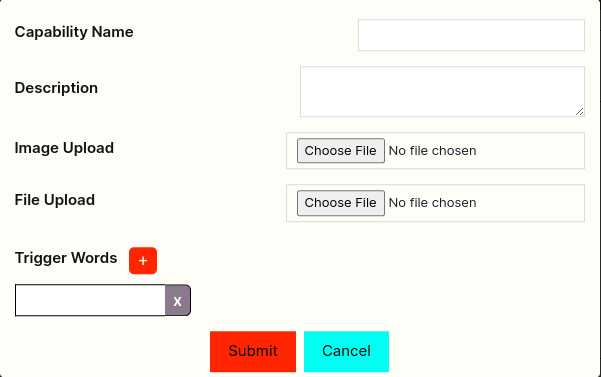 Capability Name
Description
Image Upload Choose File No file chosen
File Upload Choose File No file chosen
Trigger Words +
X
Submit Cancel